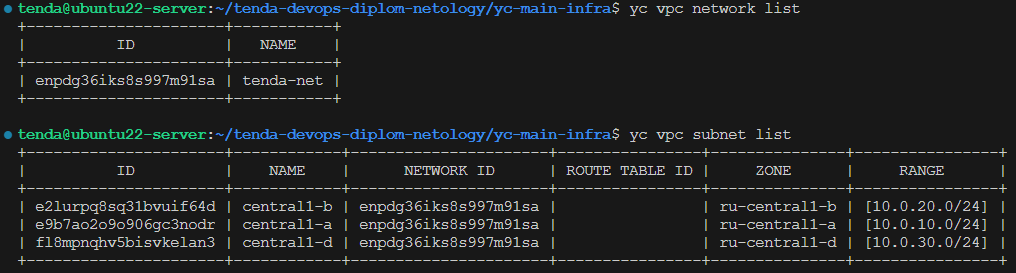 tenda@ubuntu22-server:~/tenda-devops-diplom-netology/yc-main-infra$ yc vpc network list
+----------------------+-----------+
|          ID          |   NAME    |
+----------------------+-----------+
| enpdg36iks8s997m91sa | tenda-net |
+----------------------+-----------+
tenda@ubuntu22-server:~/tenda-devops-diplom-netology/yc-main-infra$ yc vpc subnet list
+----------------------+------------+----------------------+----------------+---------------+----------------+
|          ID          |    NAME    |      NETWORK ID      | ROUTE TABLE ID |     ZONE      |     RANGE      |
+----------------------+------------+----------------------+----------------+---------------+----------------+
| e2lurpq8sq31bvuif64d | central1-b | enpdg36iks8s997m91sa |                | ru-central1-b | [10.0.20.0/24] |
| e9b7ao2o9o906gc3nodr | central1-a | enpdg36iks8s997m91sa |                | ru-central1-a | [10.0.10.0/24] |
| fl8mpnqhv5bisvkelan3 | central1-d | enpdg36iks8s997m91sa |                | ru-central1-d | [10.0.30.0/24] |
+----------------------+------------+----------------------+----------------+---------------+----------------+